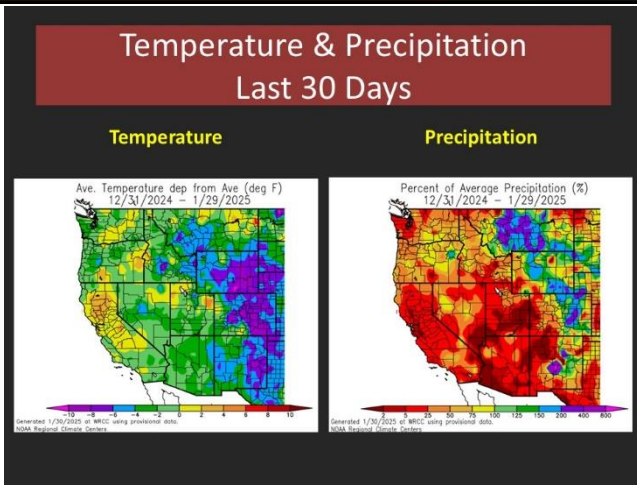 Temperature & Precipitation
Last 30 Days
Temperature
Precipitation
Ave. Temperature dep from Ave (deg F)
12/31/2024 – 1/29/2025
-10 -8 -6 -4 -2 0 2 4 6 8 10
Generated 1/30/2025 at WRCC using provisional data.
NOAA Regional Climate Centers
Percent of Average Precipitation (%)
12/31/2024 – 1/29/2025
2 5 25 50 75 100 125 150 200 400 800
Generated 1/30/2025 at WRCC using provisional data.
NOAA Regional Climate Centers